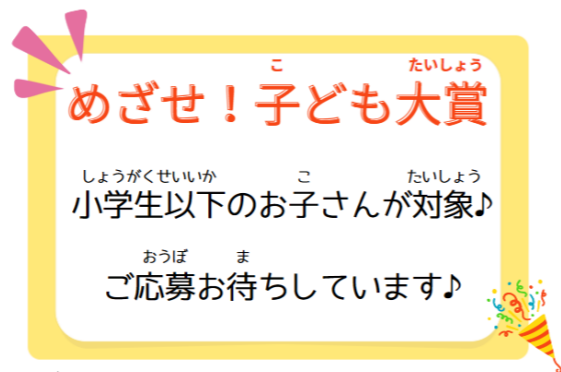 こ たいしょう
めざせ！子ども大賞
しょうがくせいいか こ たいしょう
小学生以下のお子さんが対象♪
おうぼ ま
ご応募お待ちしています♪